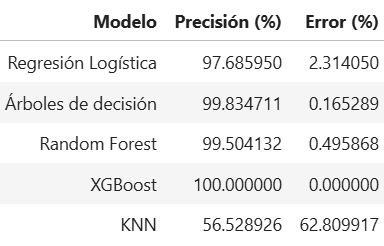 Modelo Precisión (%) Error (%)
Regresión Logística 97.685950 2.314050
Árboles de decisión 99.834711 0.165289
Random Forest 99.504132 0.495868
XGBoost 100.000000 0.000000
KNN 56.528926 62.809917